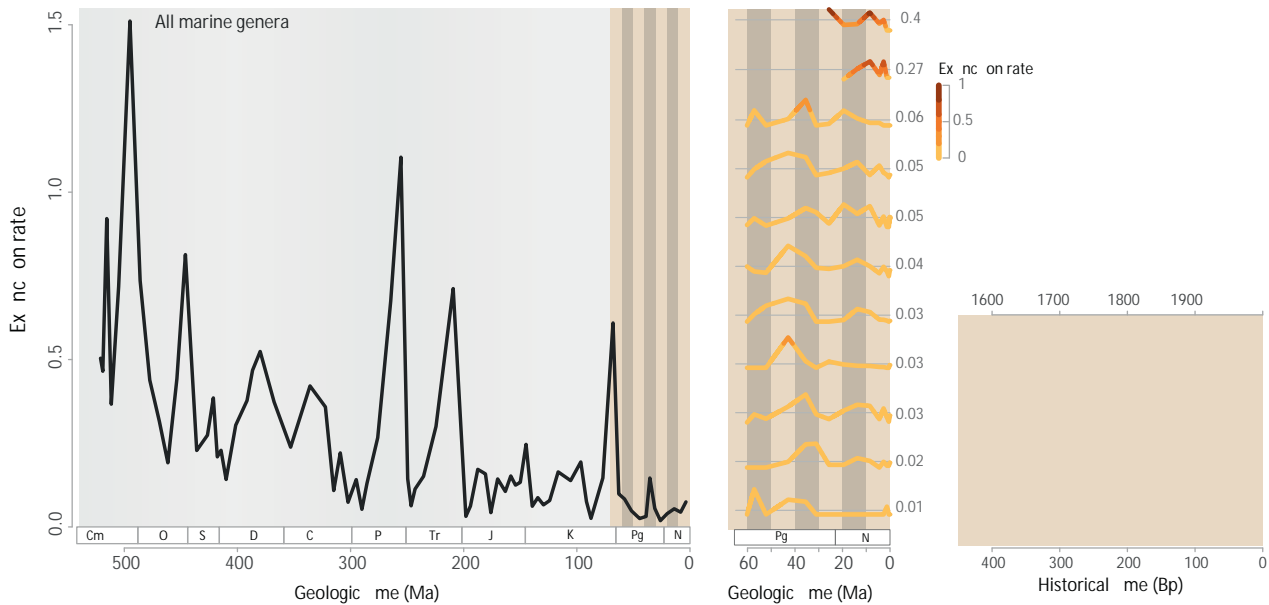 All marine genera
1.5
1.0
0.5
0.0
Ex nc on rate
Cm O S D C P Tr J K Pg N
500 400 300 200 100 0
Geologic me (Ma)
0.4
0.27
0.06
0.05
0.05
0.04
0.03
0.03
0.03
0.02
0.01
Pg N
60 40 20 0
Geologic me (Ma)
Ex nc on rate
1
0.5
0
1600 1700 1800 1900
400 300 200 100 0
Historical me (Bp)